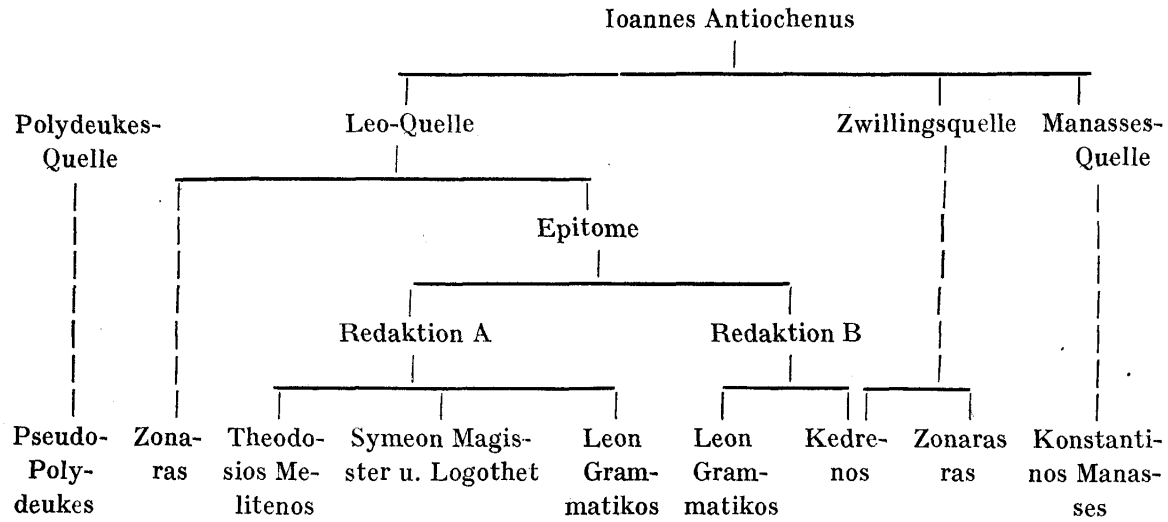 Ioannes Antiochenus
Polydeukes- Leo-Quelle Zwillingsquelle Manasses-
Quelle Quelle
Epitome
Redaktion A Redaktion B
Pseudo- Zona- Theodo- Symeon Magis- Leon Leon Kedre- Zonaras Konstanti-
Poly- ras sios Me- ster u. Logothet Gram- Gram- nos ras nos Manas-
deukes litenos matikos matikos ses